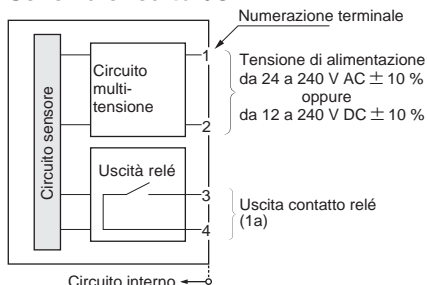 Numerazione terminale
1
Tensione di alimentazione
da 24 a 240 V AC ± 10 %
oppure
da 12 a 240 V DC ± 10 %
Circuito
multi-
tensione
2
Circuito sensore
Uscità relé
3
Uscita contatto relé
(1a)
4
Circuito interno